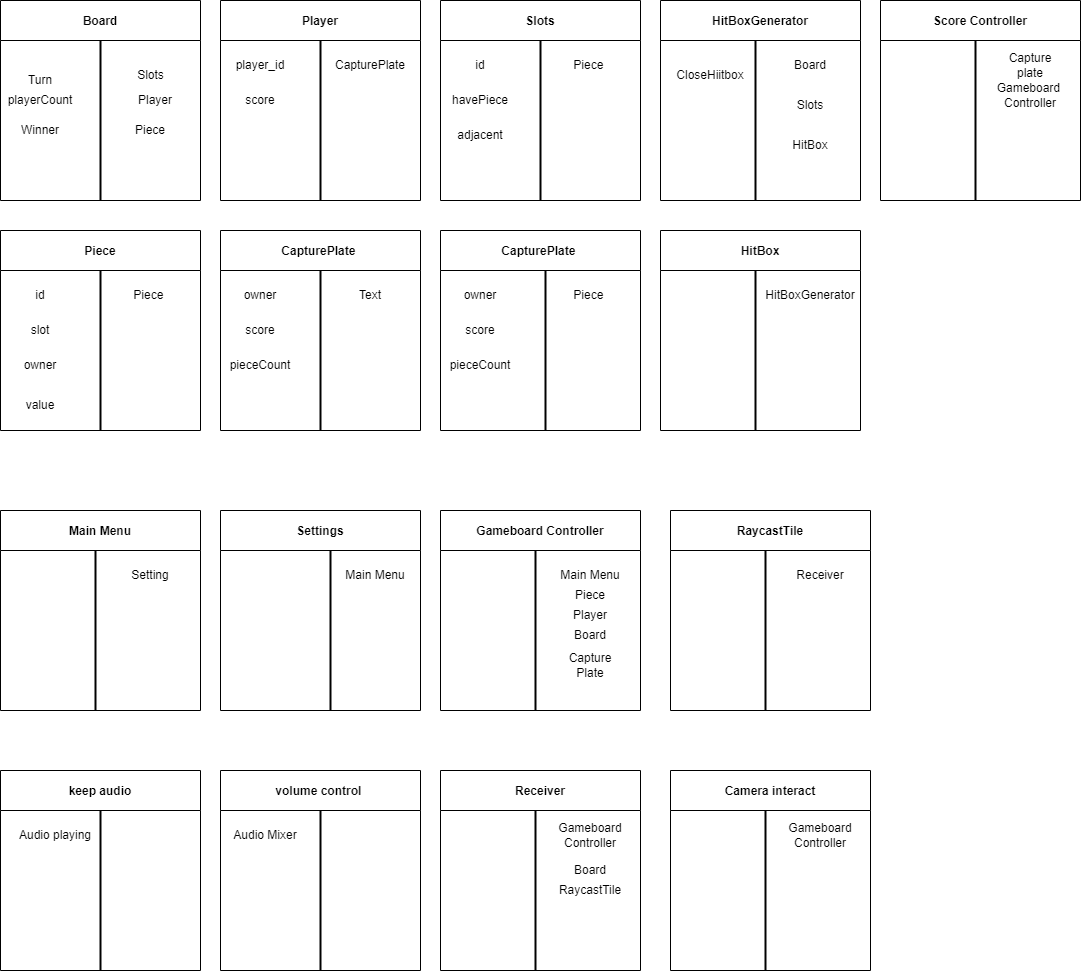 Board
Turn
playerCount
Winner
Slots
Player
Piece
Player
player_id
score
CapturePlate
Slots
id
havePiece
adjacent
Piece
HitBoxGenerator
CloseHiitbox
Board
Slots
HitBox
Score Controller
Capture
plate
Gameboard
Controller
Piece
id
slot
owner
value
Piece
CapturePlate
owner
score
pieceCount
Text
CapturePlate
owner
score
pieceCount
Piece
HitBox
HitBoxGenerator
Main Menu
Setting
Settings
Main Menu
Gameboard Controller
Main Menu
Piece
Player
Board
Capture
Plate
RaycastTile
Receiver
keep audio
Audio playing
volume control
Audio Mixer
Receiver
Gameboard
Controller
Board
RaycastTile
Camera interact
Gameboard
Controller